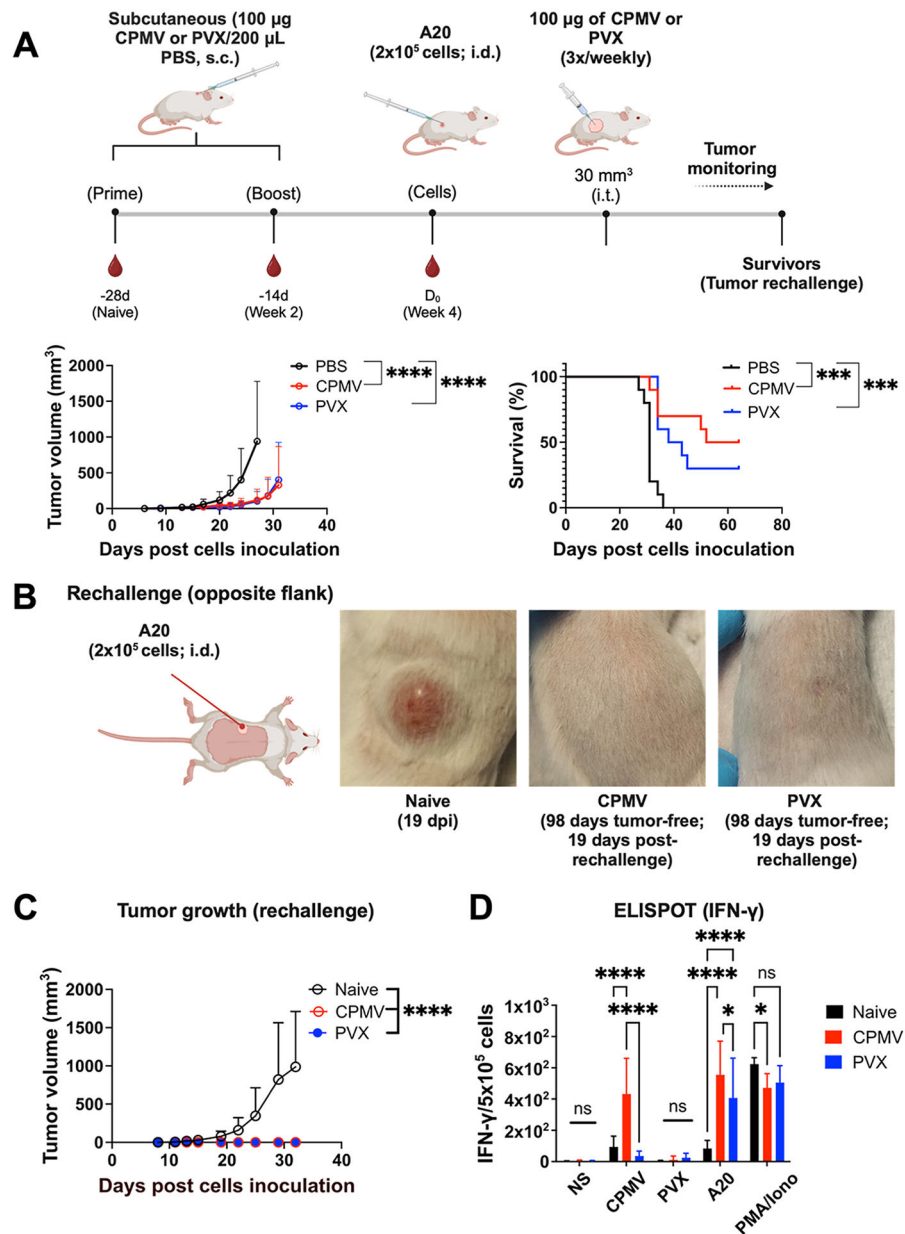 A
Subcutaneous (100 µg
CPMV or PVX/200 µL
PBS, s.c.)
A20
(2x10⁵ cells; i.d.)
100 µg of CPMV or
PVX
(3x/weekly)
(Prime)
(Boost)
(Cells)
30 mm³
(i.t.)
Tumor
monitoring
-28d
(Naive)
-14d
(Week 2)
D₀
(Week 4)
Survivors
(Tumor rechallenge)
Tumor volume (mm³)
2000
1500
1000
500
0
0 10 20 30 40
Days post cells inoculation
PBS
CPMV
PVX
****
****
Survival (%)
100
50
0
0 20 40 60 80
Days post cells inoculation
PBS
CPMV
PVX
***
***
B
Rechallenge (opposite flank)
A20
(2x10⁵ cells; i.d.)
Naive
(19 dpi)
CPMV
(98 days tumor-free;
19 days post-
rechallenge)
PVX
(98 days tumor-free;
19 days post-
rechallenge)
C
Tumor growth (rechallenge)
Tumor volume (mm³)
2000
1500
1000
500
0
0 10 20 30 40
Days post cells inoculation
Naive
CPMV
PVX
****
D
ELISPOT (IFN-γ)
IFN-γ/5x10⁵ cells
1x10³
8x10²
6x10²
4x10²
2x10²
0
ns
****
****
ns
****
****
*
ns
*
NS
CPMV
PVX
A20
PMA/Iono
Naive
CPMV
PVX